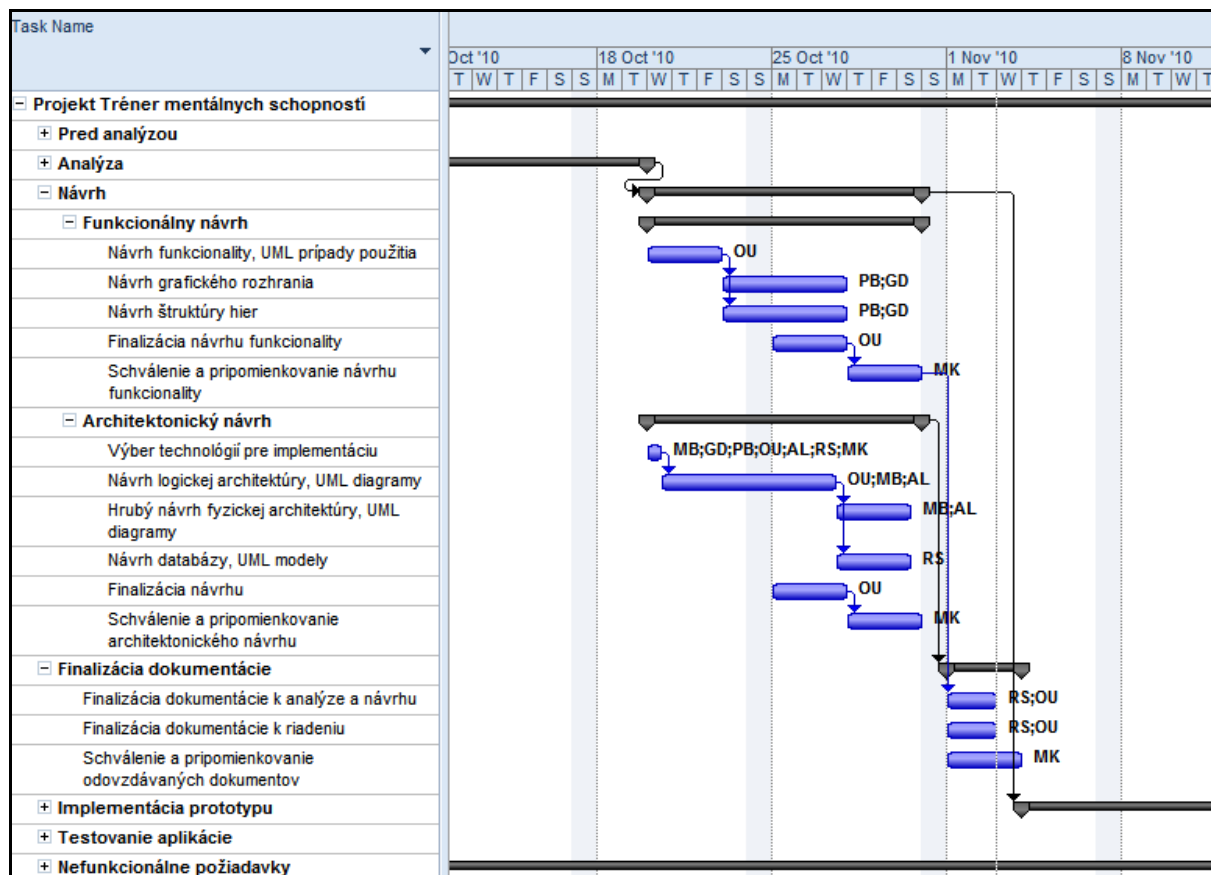 Task Name
Oct '10 18 Oct '10 25 Oct '10 1 Nov '10 8 Nov '10
T W T F S S M T W T F S S M T W T F S S M T W T F S S M T W T
Projekt Tréner mentálnych schopností
Pred analýzou
Analýza
Návrh
Funkcionálny návrh
Návrh funkcionality, UML prípady použitia OU
Návrh grafického rozhrania PB;GD
Návrh štruktúry hier PB;GD
Finalizácia návrhu funkcionality OU
Schválenie a pripomienkovanie návrhu MK
funkcionality
Architektonický návrh
Výber technológií pre implementáciu MB;GD;PB;OU;AL;RS;MK
Návrh logickej architektúry, UML diagramy OU;MB;AL
Hrubý návrh fyzickej architektúry, UML MB;AL
diagramy
Návrh databázy, UML modely RS
Finalizácia návrhu OU
Schválenie a pripomienkovanie MK
architektonického návrhu
Finalizácia dokumentácie
Finalizácia dokumentácie k analýze a návrhu RS;OU
Finalizácia dokumentácie k riadeniu RS;OU
Schválenie a pripomienkovanie MK
odovzdávaných dokumentov
Implementácia prototypu
Testovanie aplikácie
Nefunkcionálne požiadavky